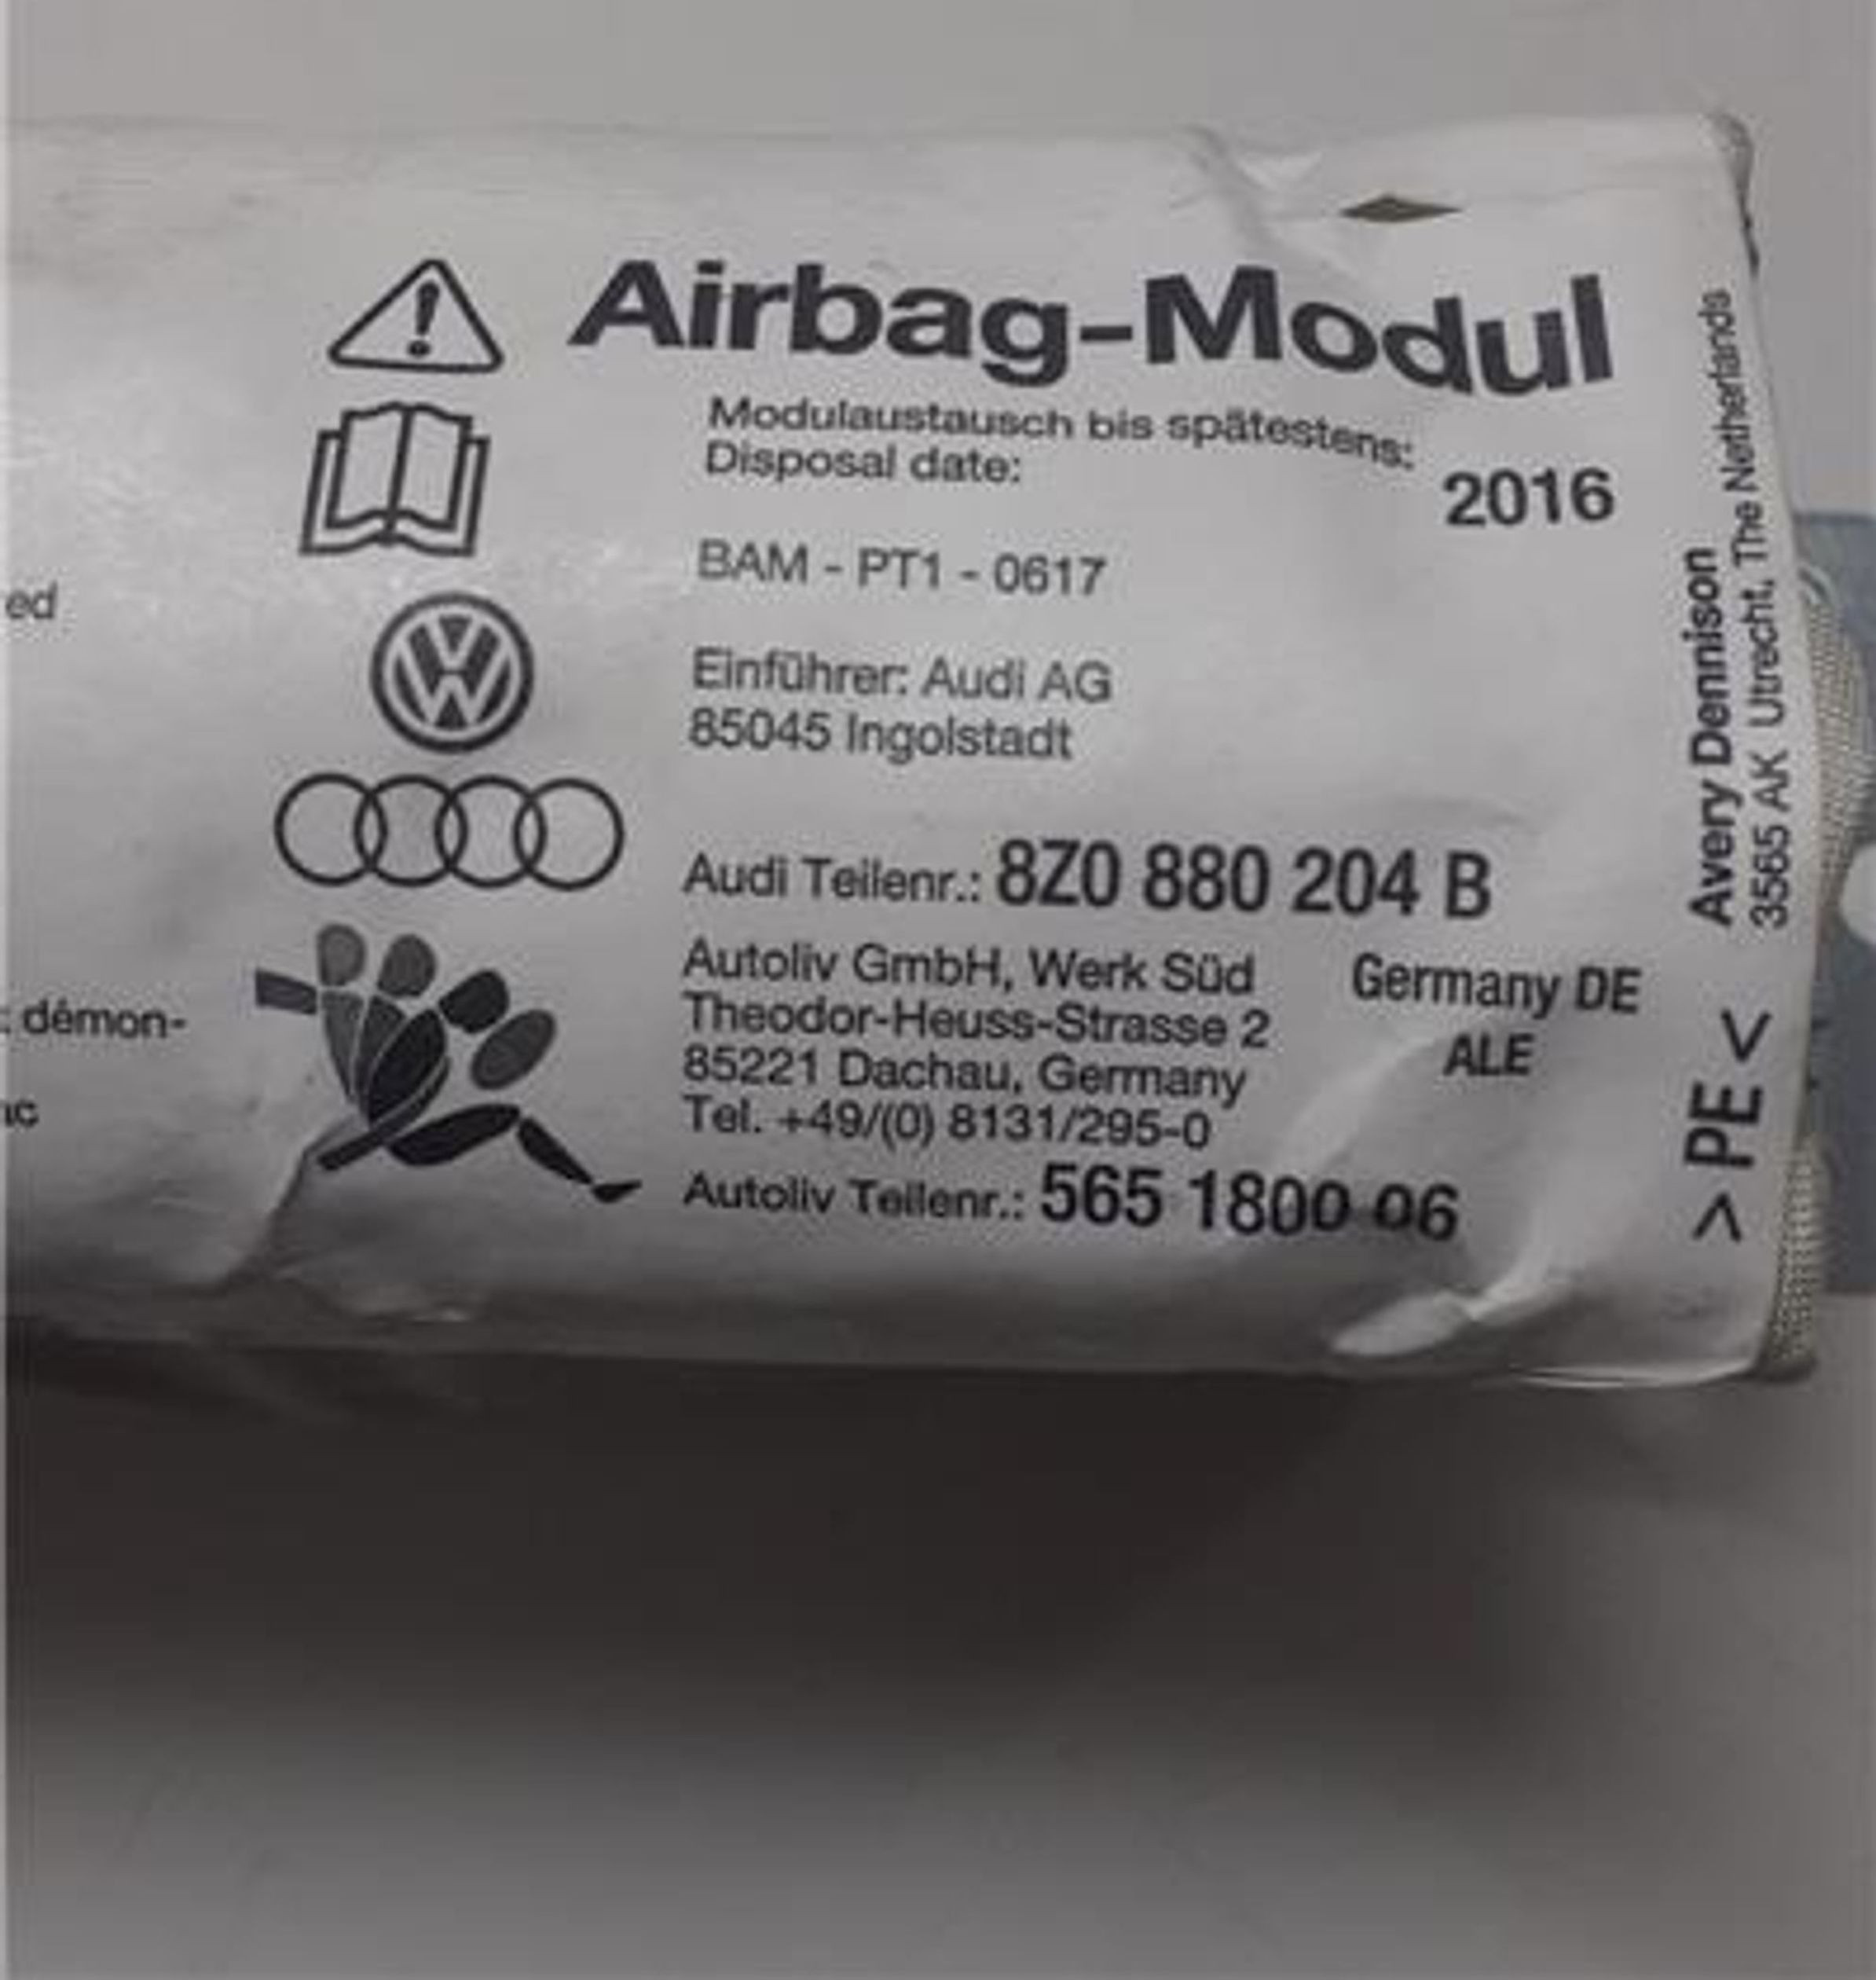 Airbag-Modul
Modulaustausch bis spätestens:
Disposal date:
2016
BAM - PT1 - 0617
Einführer: Audi AG
85045 Ingolstadt
Audi Teilenr.: 8Z0 880 204 B
Autoliv GmbH, Werk Süd
Theodor-Heuss-Strasse 2
85221 Dachau, Germany
Tel. +49/(0) 8131/295-0
Autoliv Teilenr.: 565 1800 06
Germany DE
ALE
Avery Dennison
3565 AK Utrecht, The Netherlands
> PE <
ed
démon-